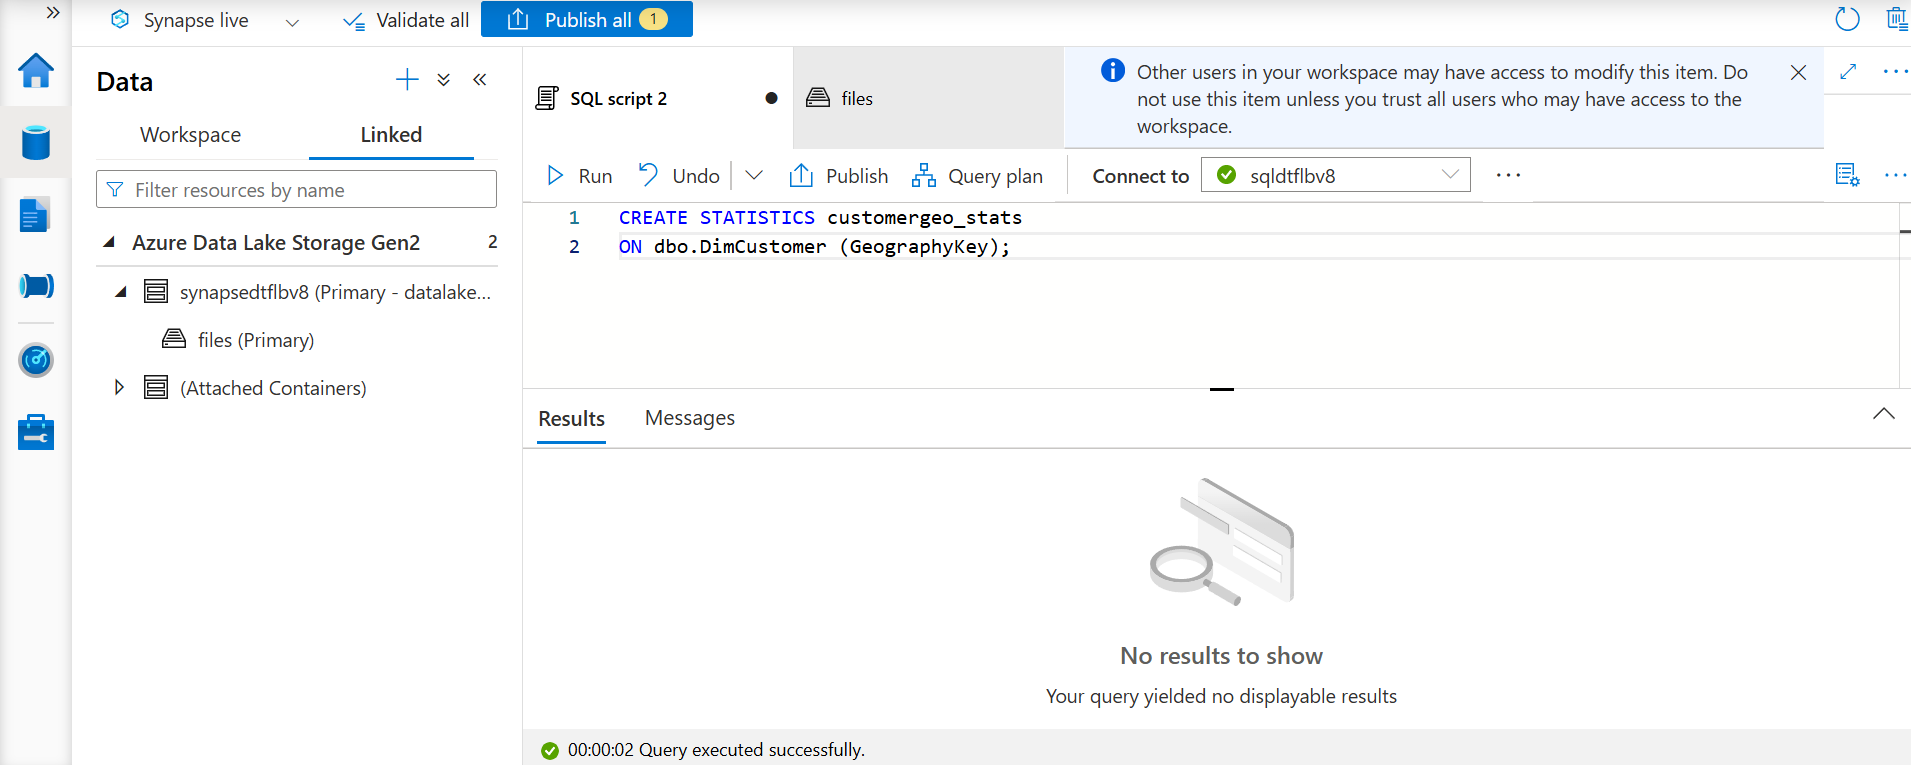 Synapse live
Validate all
Publish all 1
Data
Workspace
Linked
Filter resources by name
Azure Data Lake Storage Gen2 2
synapsedtflbv8 (Primary - datalake...
files (Primary)
(Attached Containers)
SQL script 2
files
Other users in your workspace may have access to modify this item. Do
not use this item unless you trust all users who may have access to the
workspace.
Run
Undo
Publish
Query plan
Connect to
sqldtflbv8
1 CREATE STATISTICS customergeo_stats
2 ON dbo.DimCustomer (GeographyKey);
Results
Messages
No results to show
Your query yielded no displayable results
00:00:02 Query executed successfully.